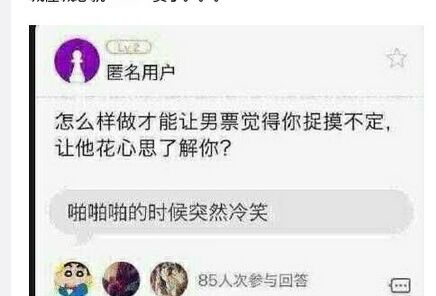 Lv.2
匿名用户
怎么样做才能让男票觉得你捉摸不定,
让他花心思了解你?
啪啪啪的时候突然冷笑
85人次参与回答